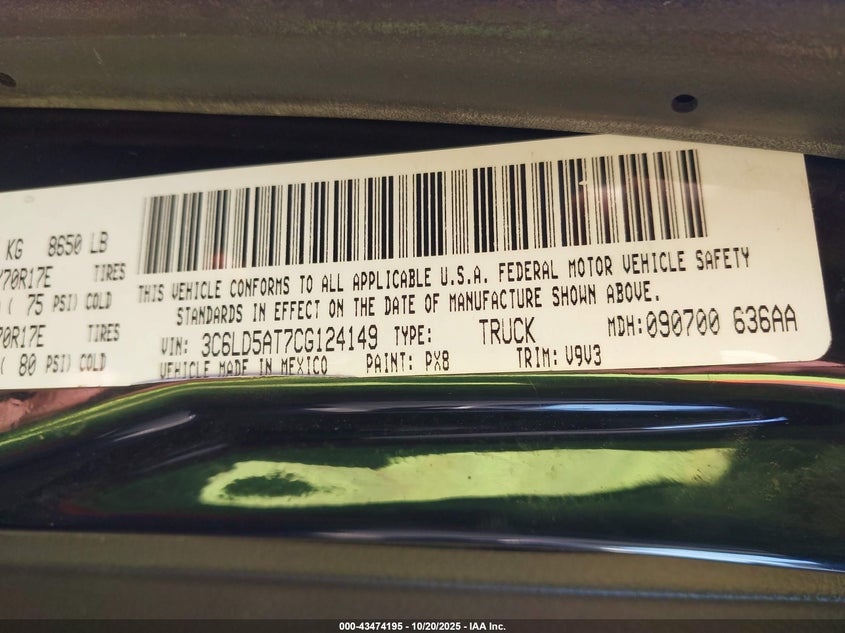 KG 8650 LB
70R17E TIRES
( 75 PSI) COLD
70R17E TIRES
( 80 PSI) COLD
THIS VEHICLE CONFORMS TO ALL APPLICABLE U.S.A. FEDERAL MOTOR VEHICLE SAFETY
STANDARDS IN EFFECT ON THE DATE OF MANUFACTURE SHOWN ABOVE.
VIN: 3C6LD5AT7CG124149 TYPE: TRUCK MDH: 090700 636AA
VEHICLE MADE IN MEXICO PAINT: PX8 TRIM: V9V3
000-43474195 - 10/20/2025 - IAA Inc.